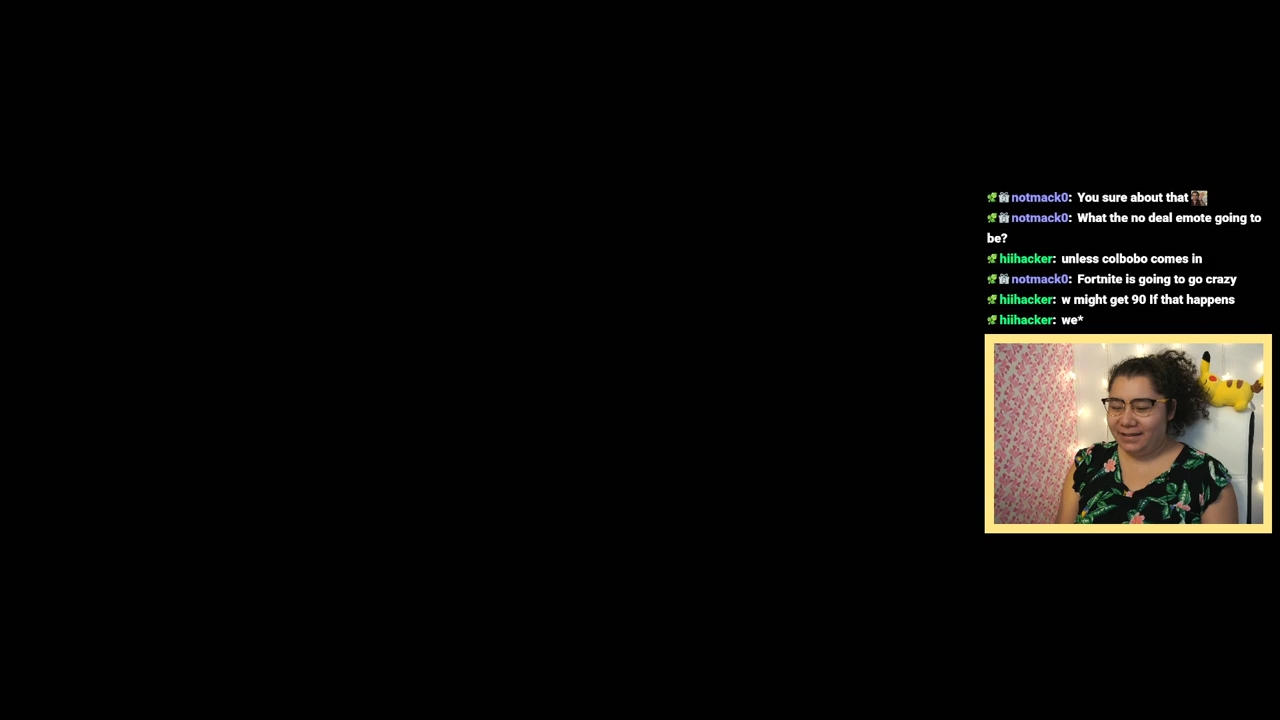 notmack0: You sure about that
notmack0: What the no deal emote going to
be?
hiihacker: unless colbobo comes in
notmack0: Fortnite is going to go crazy
hiihacker: w might get 90 lf that happens
hiihacker: we*